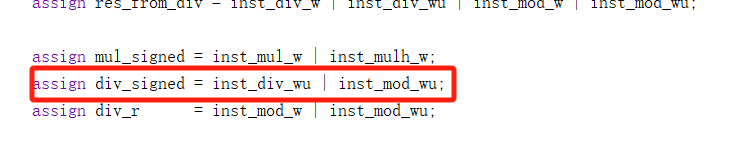 assign res_from_div = inst_div_w | inst_div_wu | inst_mod_w | inst_mod_wu;
assign mul_signed = inst_mul_w | inst_mulh_w;
assign div_signed = inst_div_wu | inst_mod_wu;
assign div_r = inst_mod_w | inst_mod_wu;